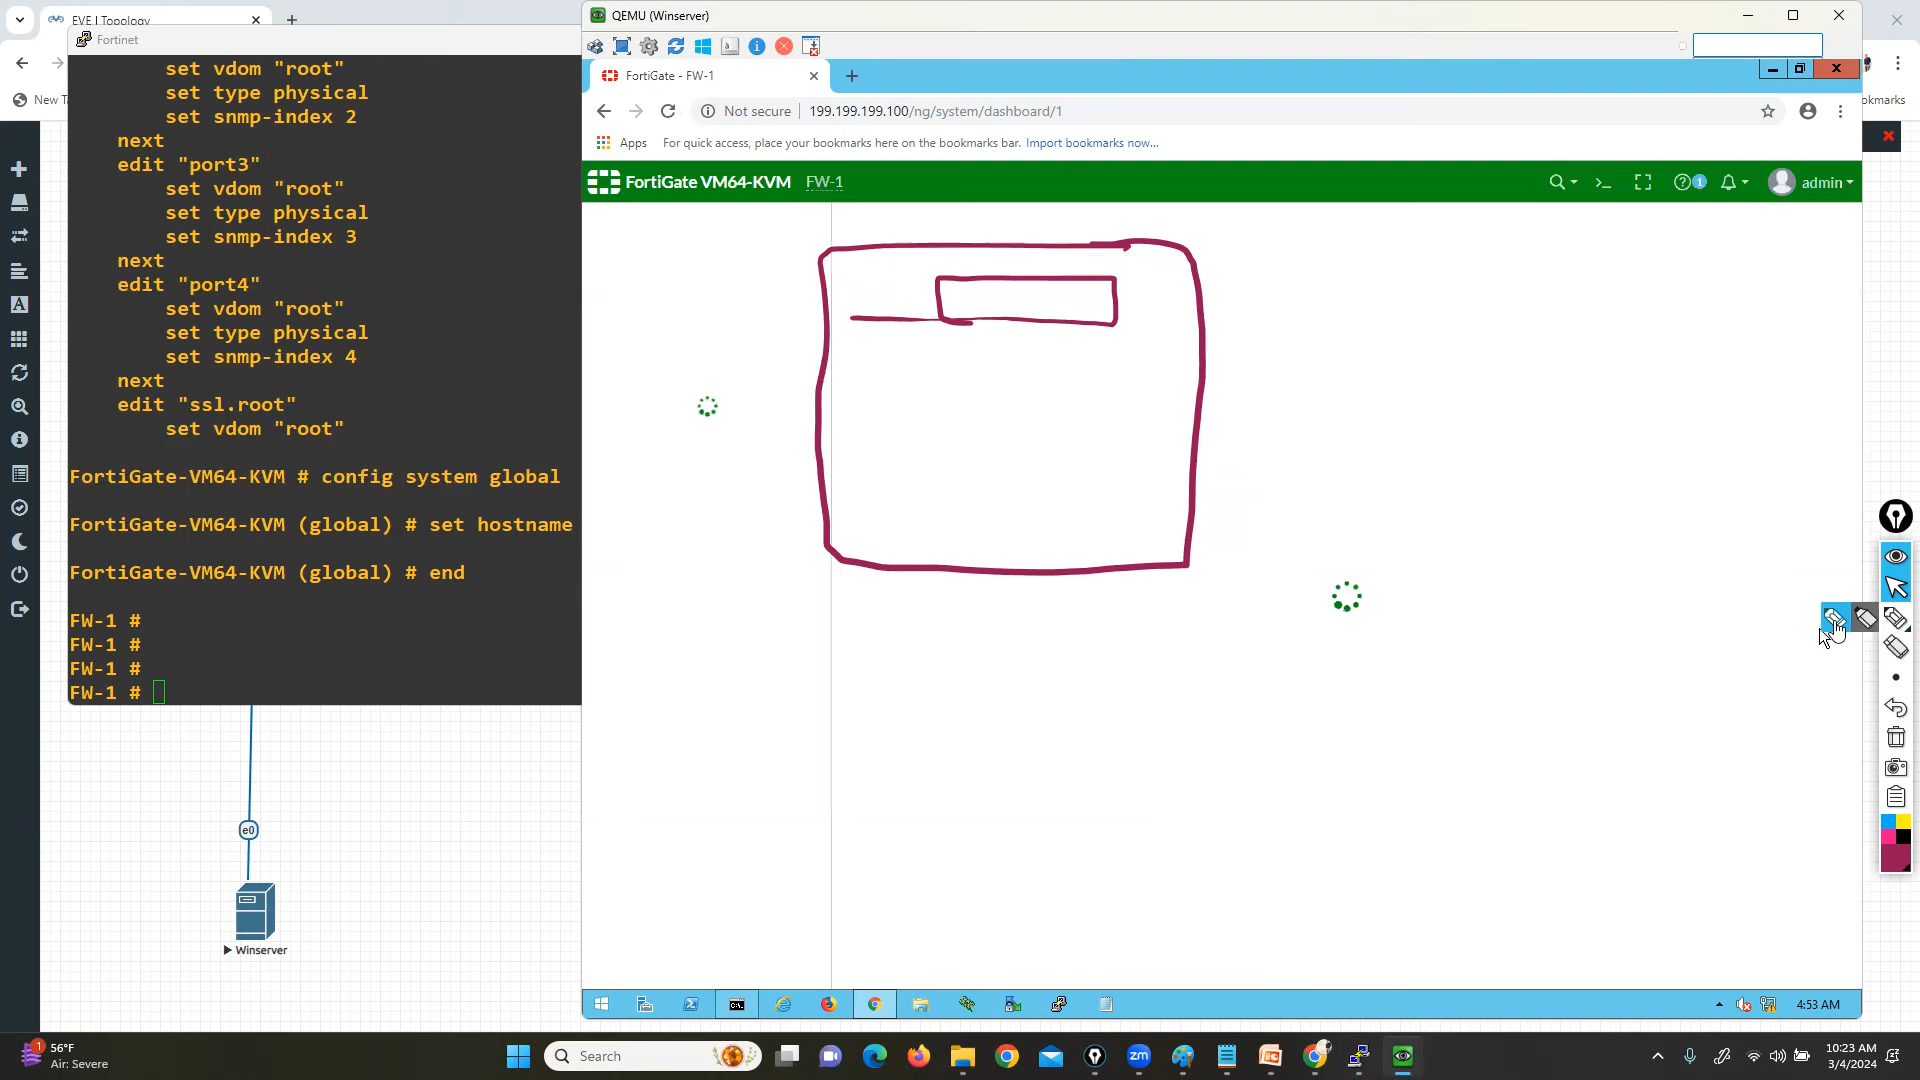 EVE | Topology
QEMU (Winserver)
Fortinet
FortiGate - FW-1
Not secure
199.199.199.100/ng/system/dashboard/1
Apps
For quick access, place your bookmarks here on the bookmarks bar.
Import bookmarks now...
New Ta
okmarks
FortiGate VM64-KVM
FW-1
1
admin
set vdom "root"
set type physical
set snmp-index 2
next
edit "port3"
set vdom "root"
set type physical
set snmp-index 3
next
edit "port4"
set vdom "root"
set type physical
set snmp-index 4
next
edit "ssl.root"
set vdom "root"
FortiGate-VM64-KVM # config system global
FortiGate-VM64-KVM (global) # set hostname
FortiGate-VM64-KVM (global) # end
FW-1 #
FW-1 #
FW-1 #
FW-1 #
e0
Winserver
4:53 AM
1
56°F
Air: Severe
Search
zm
10:23 AM
3/4/2024